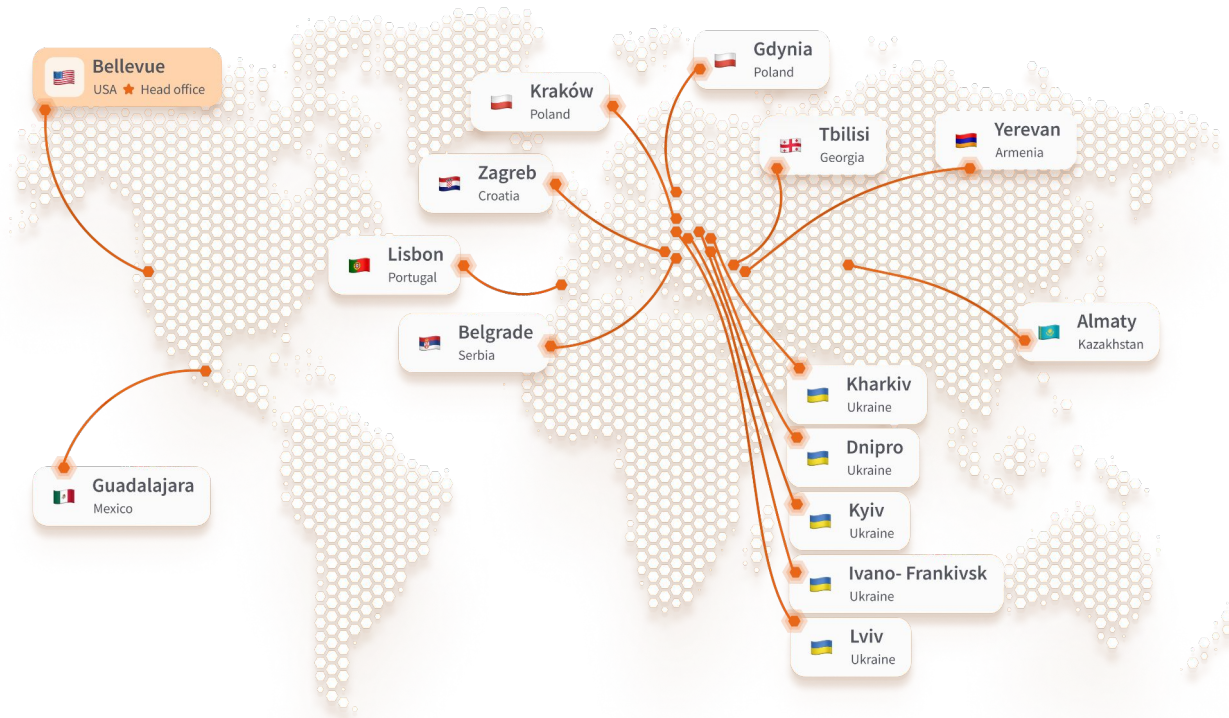 Bellevue
USA Head office
Gdynia
Poland
Kraków
Poland
Tbilisi
Georgia
Yerevan
Armenia
Zagreb
Croatia
Lisbon
Portugal
Belgrade
Serbia
Almaty
Kazakhstan
Kharkiv
Ukraine
Dnipro
Ukraine
Guadalajara
Mexico
Kyiv
Ukraine
Ivano- Frankivsk
Ukraine
Lviv
Ukraine